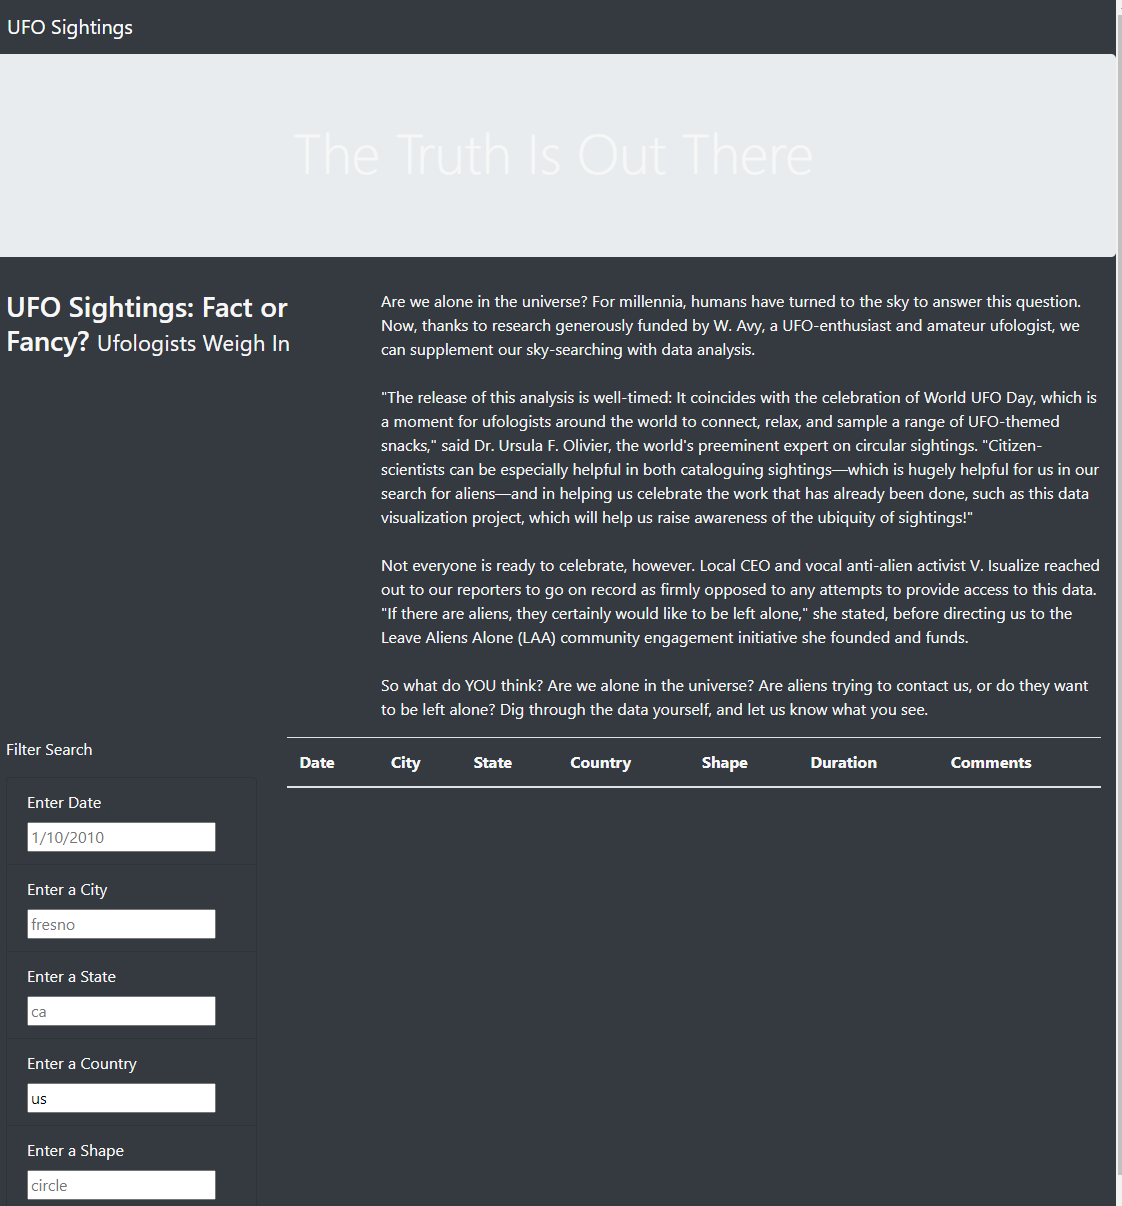 UFO Sightings
The Truth Is Out There
UFO Sightings: Fact or
Fancy? Ufologists Weigh In
Are we alone in the universe? For millennia, humans have turned to the sky to answer this question.
Now, thanks to research generously funded by W. Avy, a UFO-enthusiast and amateur ufologist, we
can supplement our sky-searching with data analysis.
"The release of this analysis is well-timed: It coincides with the celebration of World UFO Day, which is
a moment for ufologists around the world to connect, relax, and sample a range of UFO-themed
snacks," said Dr. Ursula F. Olivier, the world's preeminent expert on circular sightings. "Citizen-
scientists can be especially helpful in both cataloguing sightings—which is hugely helpful for us in our
search for aliens—and in helping us celebrate the work that has already been done, such as this data
visualization project, which will help us raise awareness of the ubiquity of sightings!"
Not everyone is ready to celebrate, however. Local CEO and vocal anti-alien activist V. Isualize reached
out to our reporters to go on record as firmly opposed to any attempts to provide access to this data.
"If there are aliens, they certainly would like to be left alone," she stated, before directing us to the
Leave Aliens Alone (LAA) community engagement initiative she founded and funds.
So what do YOU think? Are we alone in the universe? Are aliens trying to contact us, or do they want
to be left alone? Dig through the data yourself, and let us know what you see.
Filter Search
Date City State Country Shape Duration Comments
Enter Date
1/10/2010
Enter a City
fresno
Enter a State
ca
Enter a Country
us
Enter a Shape
circle